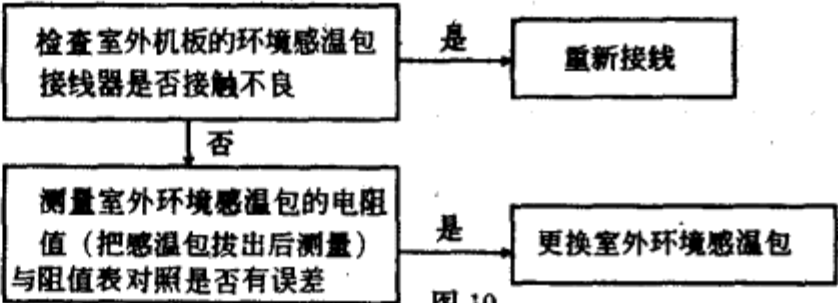 检查室外机板的环境感温包
接线器是否接触不良
是
重新接线
否
测量室外环境感温包的电阻
值（把感温包拔出后测量）
与阻值表对照是否有误差
是
更换室外环境感温包